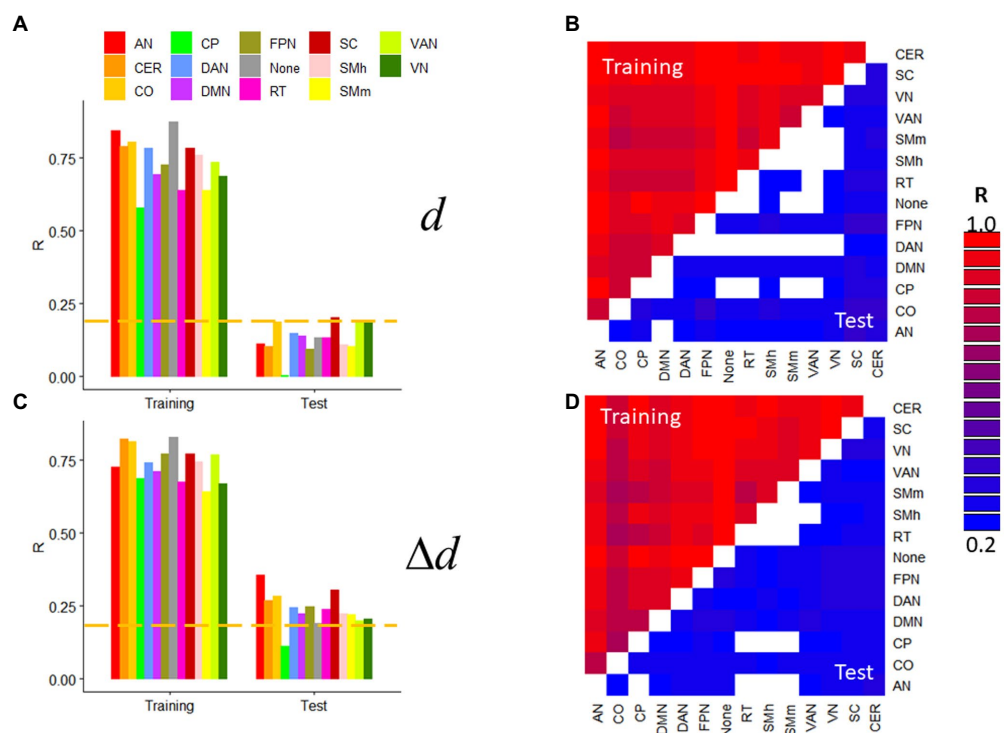 A
AN CP FPN SC VAN
CER DAN None SMh VN
CO DMN RT SMm
0.75
0.50
0.25
0.00
R
d
Training Test
B
Training
Test
CER
SC
VN
VAN
SMm
SMh
RT
None
FPN
DAN
DMN
CP
CO
AN
AN CO CP DMN DAN FPN None RT SMh SMm VAN VN SC CER
R
1.0
0.2
C
0.75
0.50
0.25
0.00
R
Δd
Training Test
D
Training
Test
CER
SC
VN
VAN
SMm
SMh
RT
None
FPN
DAN
DMN
CP
CO
AN
AN CO CP DMN DAN FPN None RT SMh SMm VAN VN SC CER